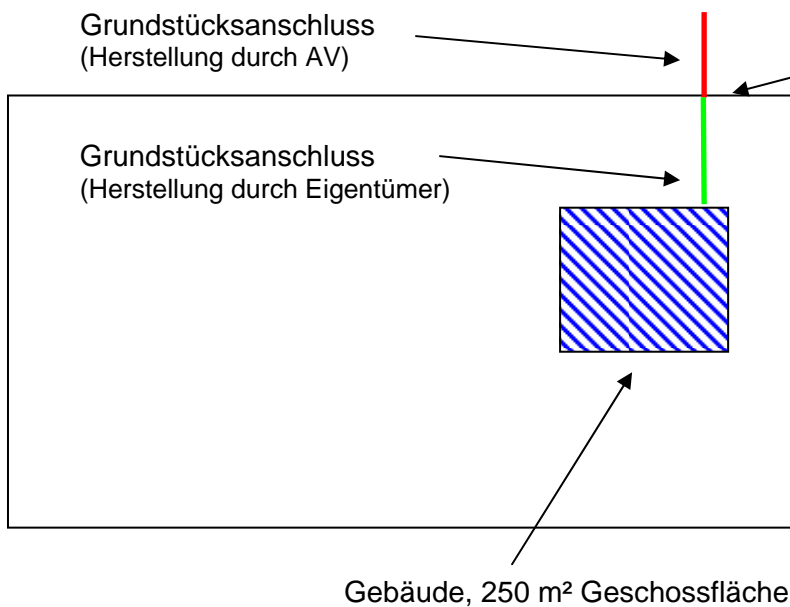 Grundstücksanschluss
(Herstellung durch AV)
Grundstücksanschluss
(Herstellung durch Eigentümer)
Gebäude, 250 m² Geschossfläche